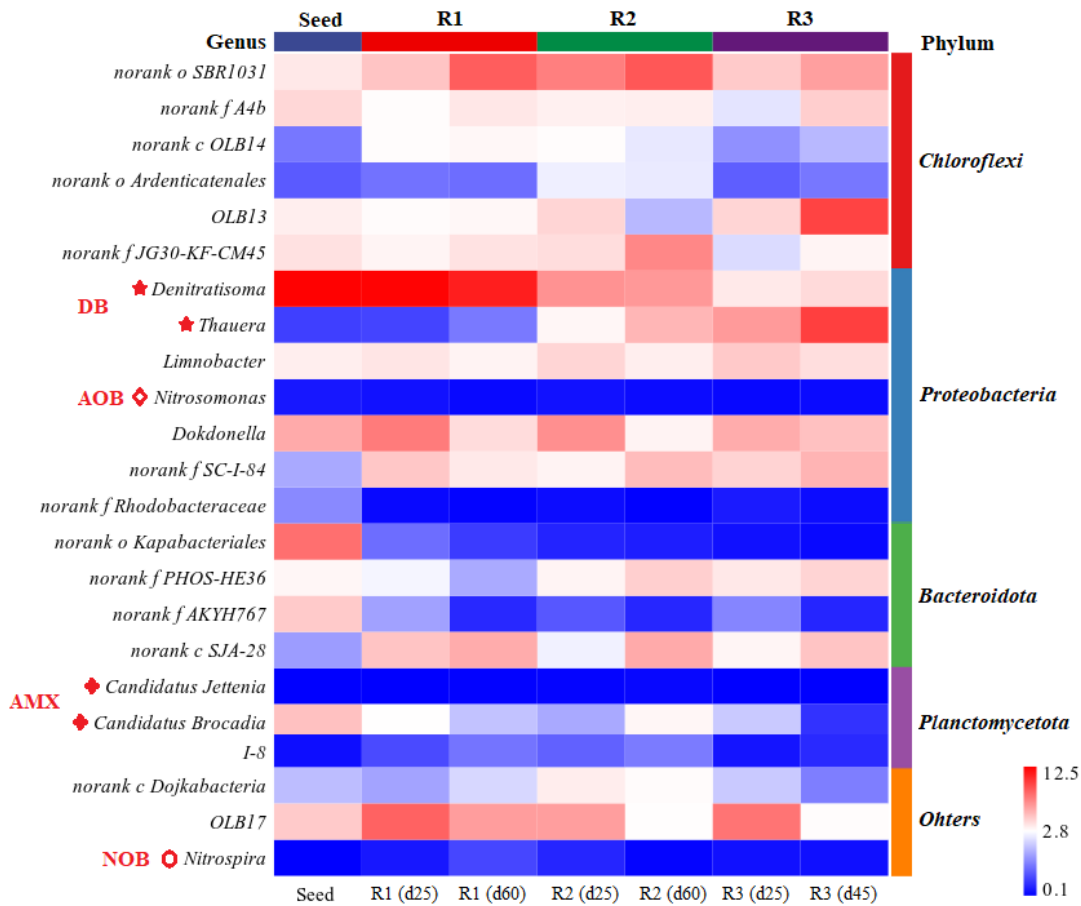 Seed R1 R2 R3
Genus Phylum
norank o SBR1031
norank f A4b
norank c OLB14
norank o Ardenticatenales
OLB13
norank f JG30-KF-CM45
Chloroflexi
DB
Denitratisoma
Thauera
Limnobacter
AOB Nitrosomonas
Dokdonella
norank f SC-I-84
norank f Rhodobacteraceae
Proteobacteria
norank o Kapabacteriales
norank f PHOS-HE36
norank f AKYH767
norank c SJA-28
Bacteroidota
AMX
Candidatus Jettenia
Candidatus Brocadia
I-8
Planctomycetota
norank c Dojkabacteria
OLB17
NOB Nitrospira
Ohters
12.5
2.8
0.1
Seed R1 (d25) R1 (d60) R2 (d25) R2 (d60) R3 (d25) R3 (d45)